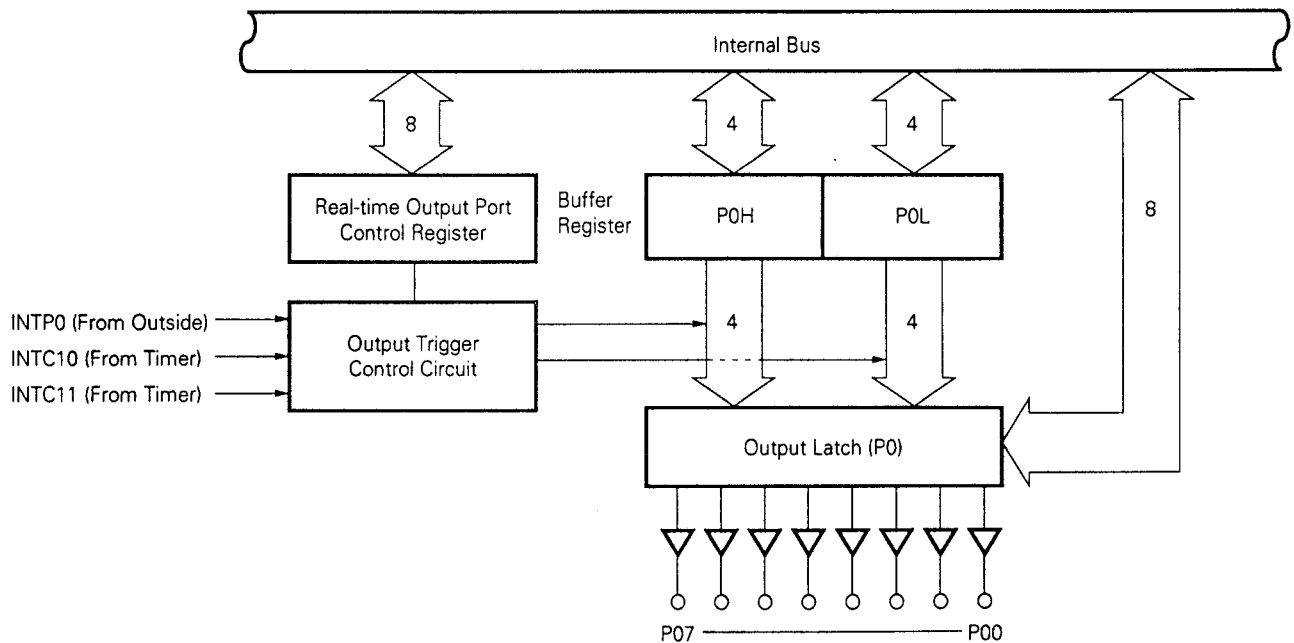 Internal Bus
8
4
4
8
Real-time Output Port
Control Register
Buffer
Register
P0H
P0L
INTP0 (From Outside)
INTC10 (From Timer)
INTC11 (From Timer)
Output Trigger
Control Circuit
4
4
Output Latch (P0)
P07
P00